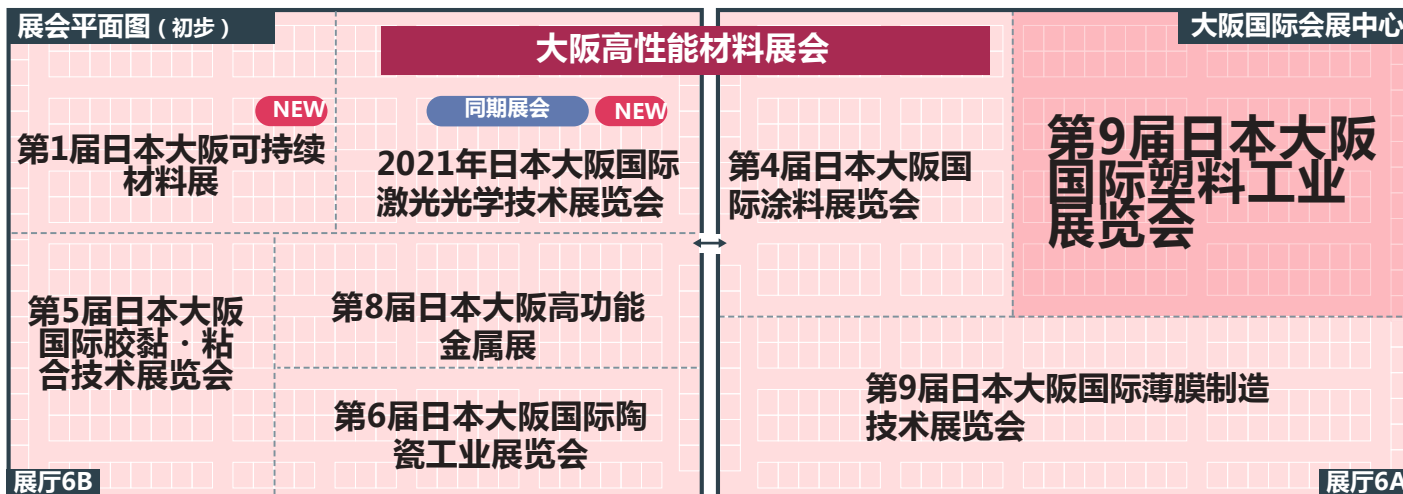 展会平面图（初步）
大阪国际会展中心
大阪高性能材料展会
NEW
第1届日本大阪可持续
材料展
同期展会
NEW
2021年日本大阪国际
激光光学技术展览会
第4届日本大阪国
际涂料展览会
第9届日本大阪
国际塑料工业
展览会
第5届日本大阪
国际胶黏·粘
合技术展览会
第8届日本大阪高功能
金属展
第6届日本大阪国际陶
瓷工业展览会
第9届日本大阪国际薄膜制造
技术展览会
展厅6B
展厅6A